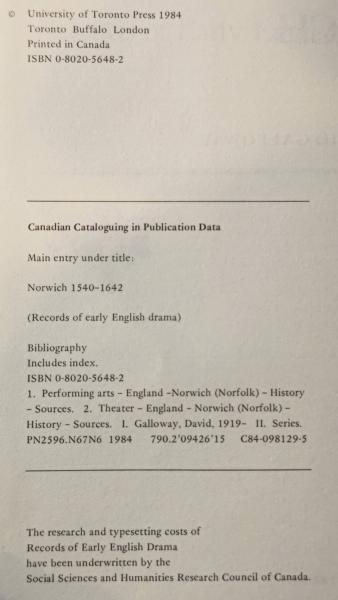 © University of Toronto Press 1984
Toronto Buffalo London
Printed in Canada
ISBN 0-8020-5648-2
Canadian Cataloguing in Publication Data
Main entry under title:
Norwich 1540–1642
(Records of early English drama)
Bibliography
Includes index.
ISBN 0-8020-5648-2
1. Performing arts – England –Norwich (Norfolk) – History
– Sources. 2. Theater – England – Norwich (Norfolk) –
History – Sources. I. Galloway, David, 1919– II. Series.
PN2596.N67N6 1984 790.2'09426'15 C84-098129-5
The research and typesetting costs of
Records of Early English Drama
have been underwritten by the
Social Sciences and Humanities Research Council of Canada.